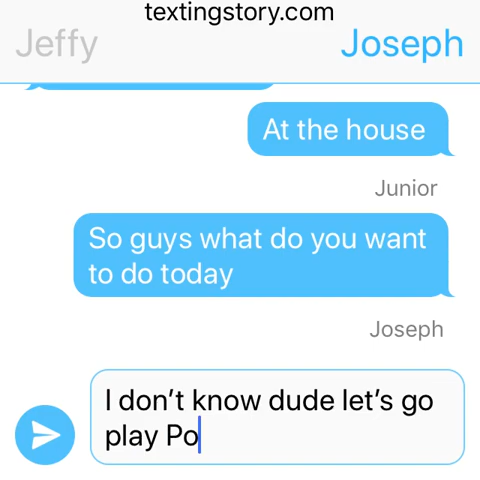 textingstory.com
Jeffy
Joseph
At the house
Junior
So guys what do you want
to do today
Joseph
I don’t know dude let’s go
play Po